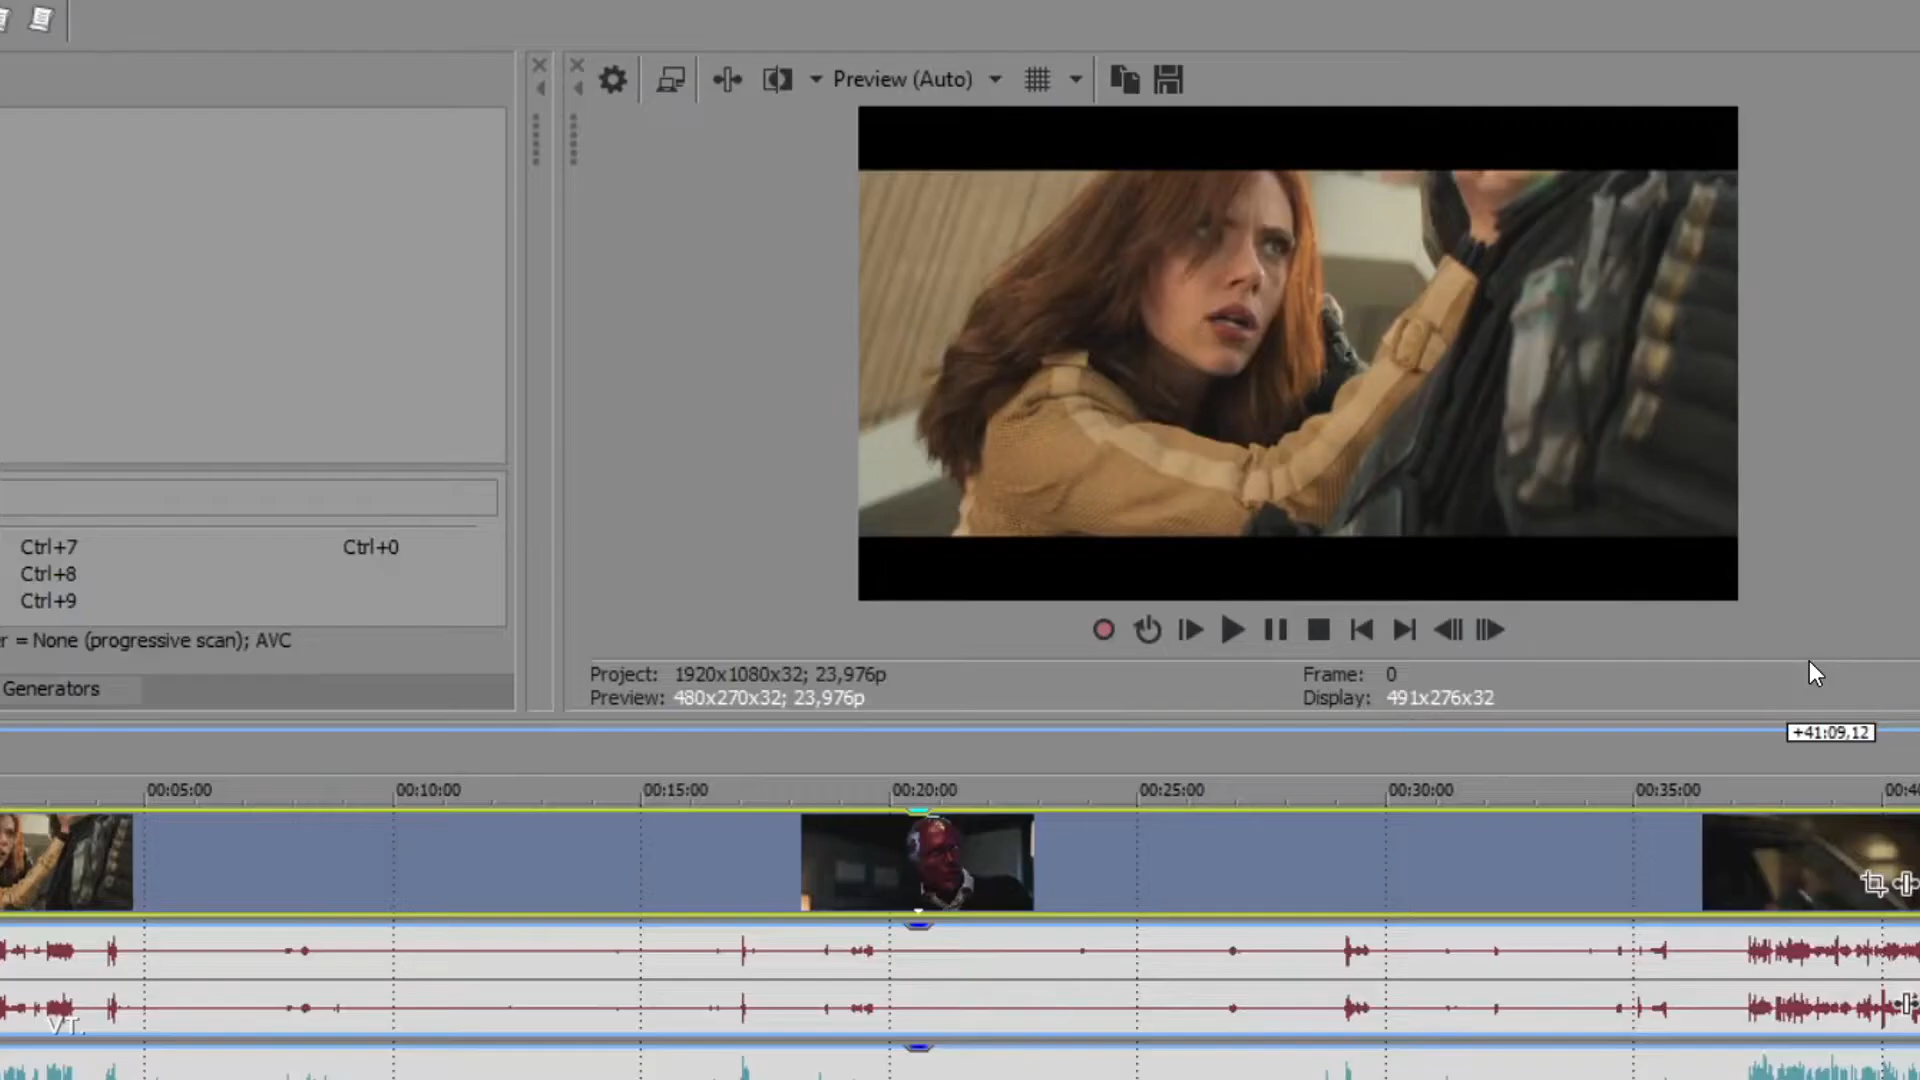 Preview (Auto)
Ctrl+7 Ctrl+0
Ctrl+8
Ctrl+9
r = None (progressive scan); AVC
Generators
Project: 1920x1080x32; 23,976p Frame: 0
Preview: 480x270x32; 23,976p Display: 491x276x32
+41:09,12
00:05:00 00:10:00 00:15:00 00:20:00 00:25:00 00:30:00 00:35:00 00:40
VT.